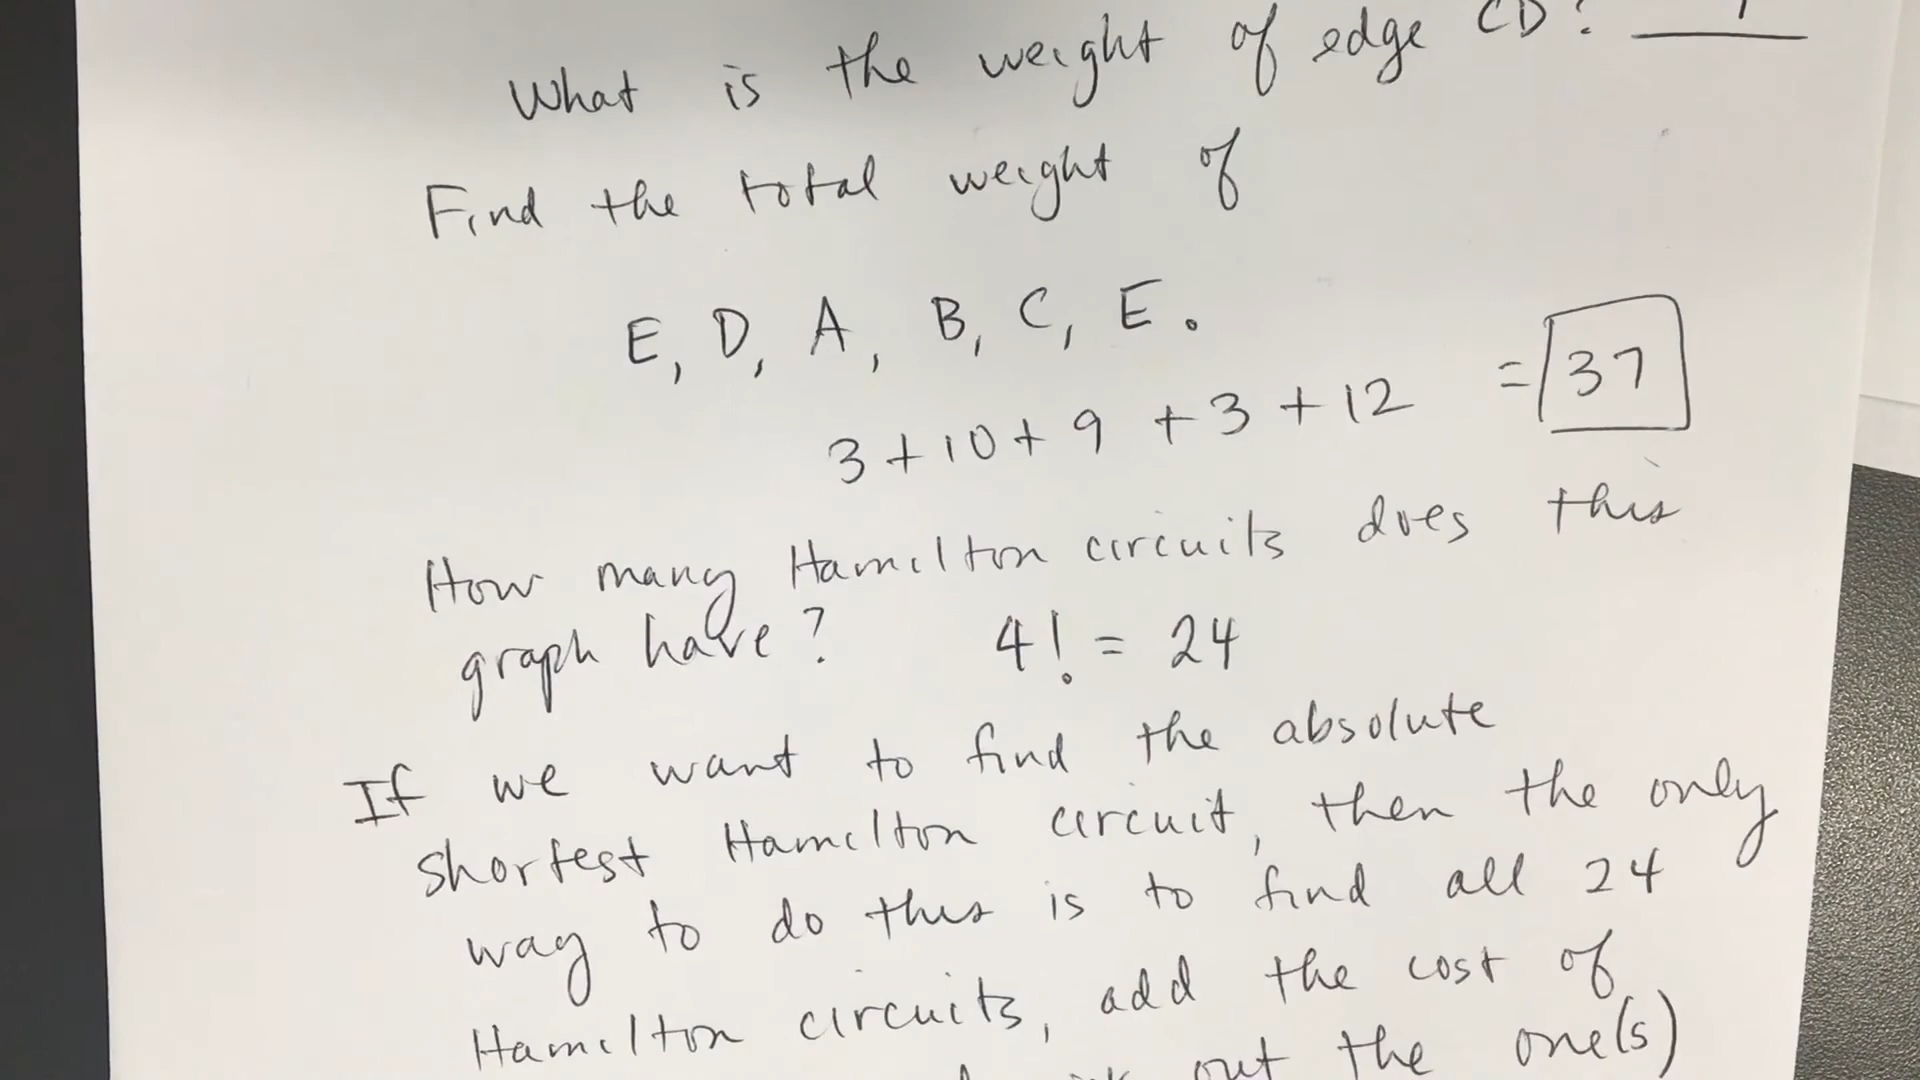 What is the weight of edge CD?
Find the total weight of
E, D, A, B, C, E.
3 + 10 + 9 + 3 + 12 = 37
How many Hamilton circuits does this
graph have? 4! = 24
If we want to find the absolute
shortest Hamilton circuit, then the only
way to do this is to find all 24
Hamilton circuits, add the cost of
out the one(s)